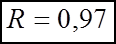 R = 0,97